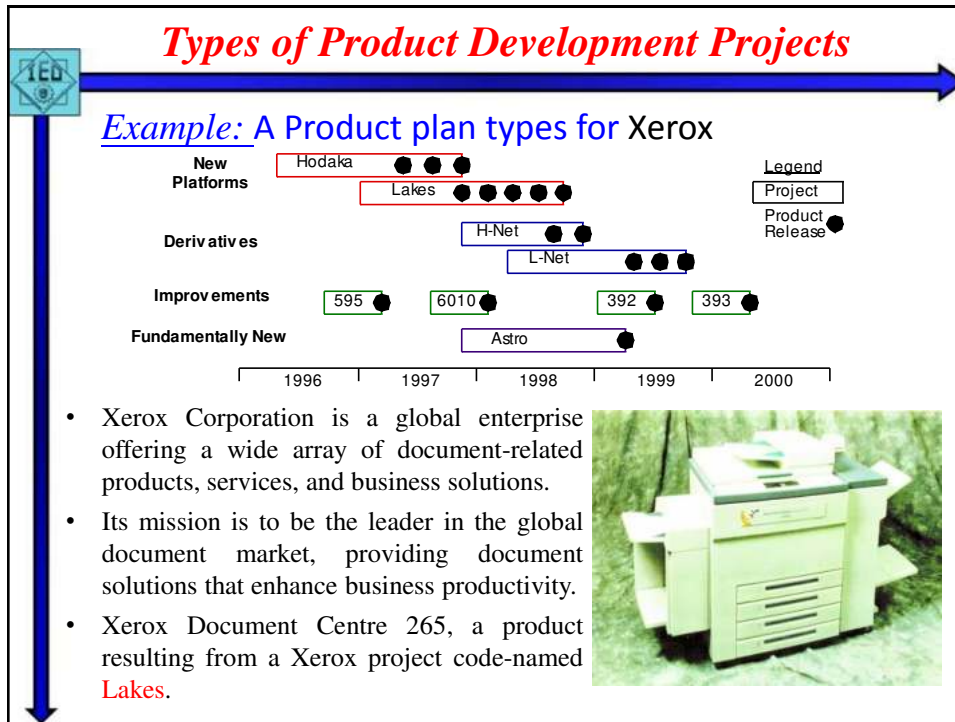 Types of Product Development Projects
IED
Example: A Product plan types for Xerox
New
Platforms
Hodaka
Lakes
Legend
Project
Product
Release
Derivatives
H-Net
L-Net
Improvements
595
6010
392
393
Fundamentally New
Astro
1996
1997
1998
1999
2000
• Xerox Corporation is a global enterprise
offering a wide array of document-related
products, services, and business solutions.
• Its mission is to be the leader in the global
document market, providing document
solutions that enhance business productivity.
• Xerox Document Centre 265, a product
resulting from a Xerox project code-named
Lakes.